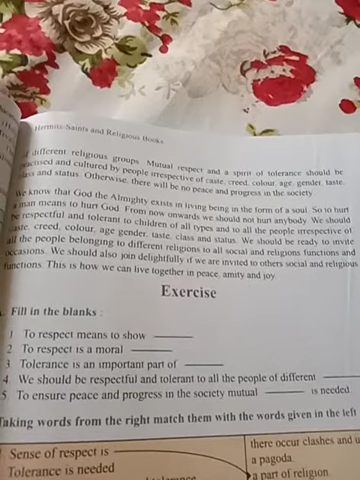 Hermits, Saints and Religious Books
different religious groups. Mutual respect and a spirit of tolerance should be
practised and cultured by people irrespective of caste, creed, colour, age, gender, taste,
class and status. Otherwise, there will be no peace and progress in the society.
We know that God the Almighty exists in living being in the form of a soul. So to hurt
a man means to hurt God. From now onwards we should not hurt anybody. We should
be respectful and tolerant to children of all types and to all the people irrespective of
caste, creed, colour, age gender, taste, class and status. We should be ready to invite
all the people belonging to different religions to all social and religions functions and
occasions. We should also join delightfully if we are invited to others social and religious
functions. This is how we can live together in peace, amity and joy.
Exercise
Fill in the blanks :
1. To respect means to show
2. To respect is a moral
3. Tolerance is an important part of
4. We should be respectful and tolerant to all the people of different
5. To ensure peace and progress in the society mutual is needed
Taking words from the right match them with the words given in the left
there occur clashes and
Sense of respect is
a pagoda.
Tolerance is needed
a part of religion.